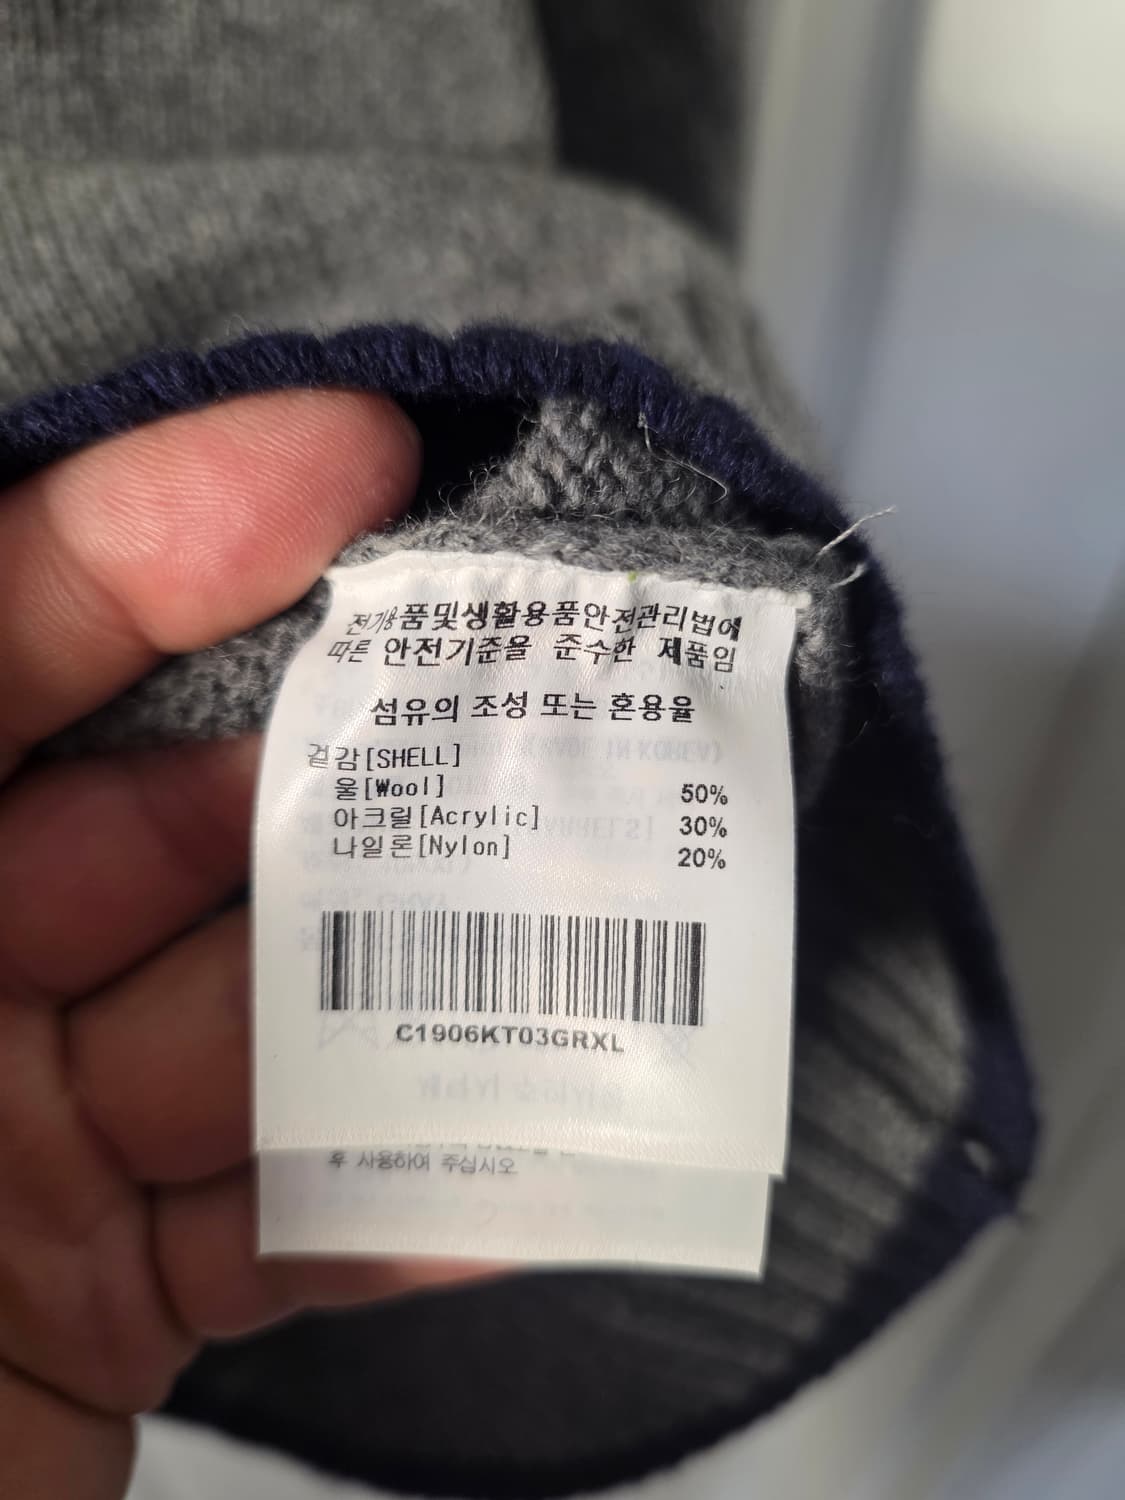 전기용품및생활용품안전관리법에
따른 안전기준을 준수한 제품임
섬유의 조성 또는 혼용율
겉감[SHELL]
울[Wool] 50%
아크릴[Acrylic] 30%
나일론[Nylon] 20%
C1906KT03GRXL
후 사용하여 주십시오